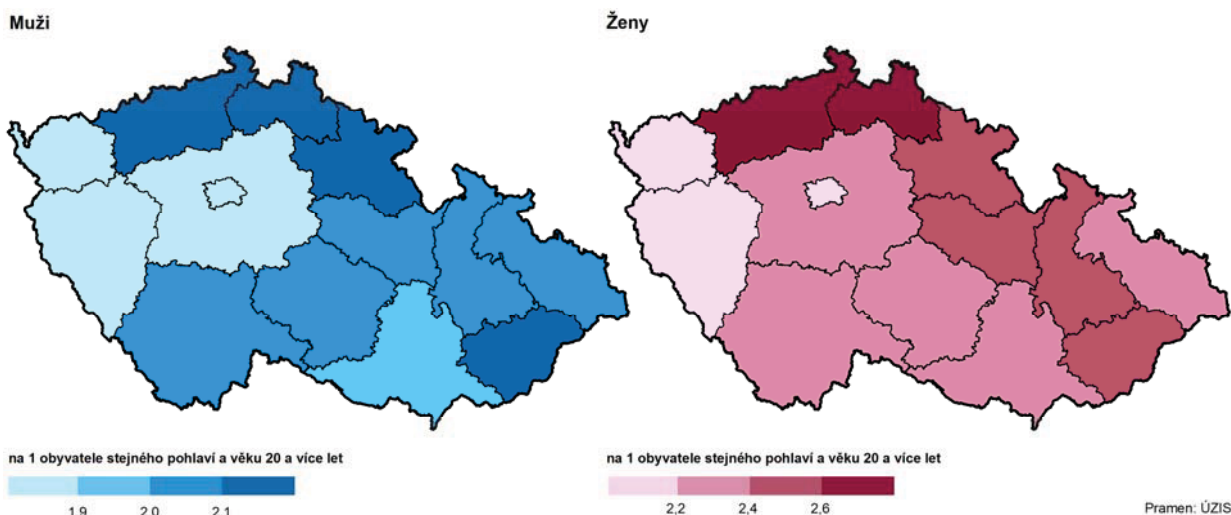 Muži
Ženy
na 1 obyvatele stejného pohlaví a věku 20 a více let
1,9 2,0 2,1
na 1 obyvatele stejného pohlaví a věku 20 a více let
2,2 2,4 2,6
Pramen: ÚZIS